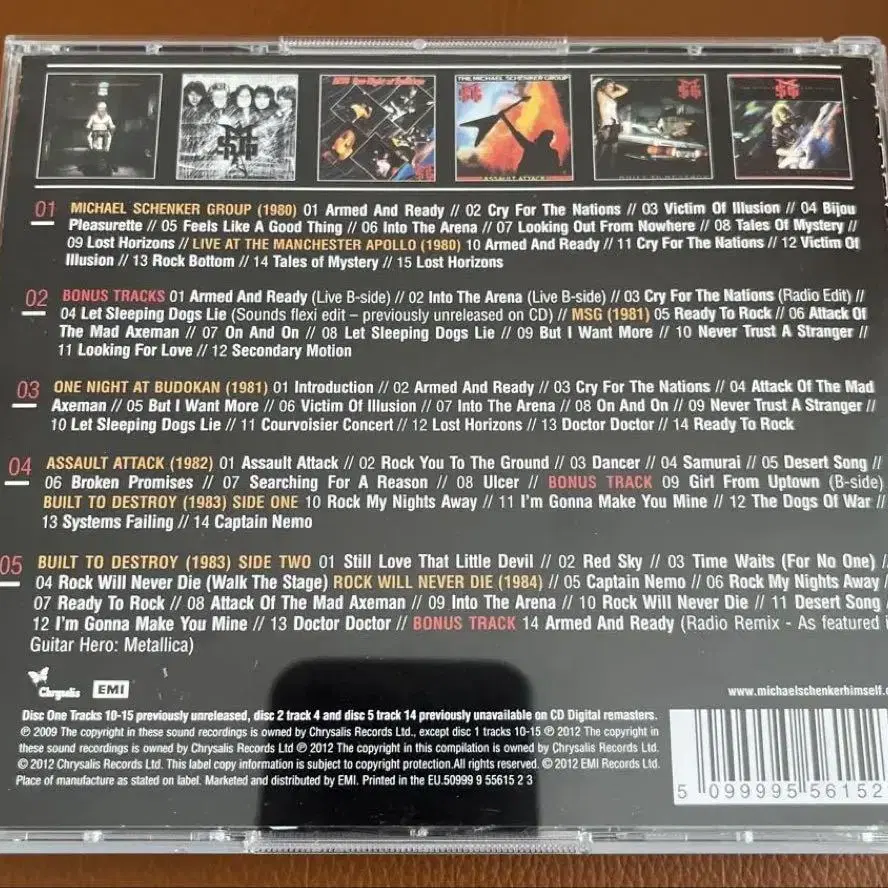 MSG One Night at Budokan
THE MICHAEL SCHENKER GROUP
ASSAULT ATTACK
BUILT TO DESTROY
01 MICHAEL SCHENKER GROUP (1980) 01 Armed And Ready // 02 Cry For The Nations // 03 Victim Of Illusion // 04 Bijou
Pleasurette // 05 Feels Like A Good Thing // 06 Into The Arena // 07 Looking Out From Nowhere // 08 Tales Of Mystery //
09 Lost Horizons // LIVE AT THE MANCHESTER APOLLO (1980) 10 Armed And Ready // 11 Cry For The Nations // 12 Victim Of
Illusion // 13 Rock Bottom // 14 Tales of Mystery // 15 Lost Horizons
02 BONUS TRACKS 01 Armed And Ready (Live B-side) // 02 Into The Arena (Live B-side) // 03 Cry For The Nations (Radio Edit) //
04 Let Sleeping Dogs Lie (Sounds flexi edit – previously unreleased on CD) // MSG (1981) 05 Ready To Rock // 06 Attack Of
The Mad Axeman // 07 On And On // 08 Let Sleeping Dogs Lie // 09 But I Want More // 10 Never Trust A Stranger //
11 Looking For Love // 12 Secondary Motion
03 ONE NIGHT AT BUDOKAN (1981) 01 Introduction // 02 Armed And Ready // 03 Cry For The Nations // 04 Attack Of The Mad
Axeman // 05 But I Want More // 06 Victim Of Illusion // 07 Into The Arena // 08 On And On // 09 Never Trust A Stranger //
10 Let Sleeping Dogs Lie // 11 Courvoisier Concert // 12 Lost Horizons // 13 Doctor Doctor // 14 Ready To Rock
04 ASSAULT ATTACK (1982) 01 Assault Attack // 02 Rock You To The Ground // 03 Dancer // 04 Samurai // 05 Desert Song //
06 Broken Promises // 07 Searching For A Reason // 08 Ulcer // BONUS TRACK 09 Girl From Uptown (B-side)
BUILT TO DESTROY (1983) SIDE ONE 10 Rock My Nights Away // 11 I'm Gonna Make You Mine // 12 The Dogs Of War //
13 Systems Failing // 14 Captain Nemo
05 BUILT TO DESTROY (1983) SIDE TWO 01 Still Love That Little Devil // 02 Red Sky // 03 Time Waits (For No One) //
04 Rock Will Never Die (Walk The Stage) ROCK WILL NEVER DIE (1984) // 05 Captain Nemo // 06 Rock My Nights Away /
07 Ready To Rock // 08 Attack Of The Mad Axeman // 09 Into The Arena // 10 Rock Will Never Die // 11 Desert Song
12 I'm Gonna Make You Mine // 13 Doctor Doctor // BONUS TRACK 14 Armed And Ready (Radio Remix - As featured i
Guitar Hero: Metallica)
Chrysalis EMI
www.michaelschenkerhimself.c
Disc One Tracks 10-15 previously unreleased, disc 2 track 4 and disc 5 track 14 previously unavailable on CD Digital remasters.
℗ 2009 The copyright in these sound recordings is owned by Chrysalis Records Ltd., except disc 1 tracks 10-15 ℗ 2012 The copyright in
these sound recordings is owned by Chrysalis Records Ltd ℗ 2012 The copyright in this compilation is owned by Chrysalis Records Ltd.
© 2012 Chrysalis Records Ltd. This label copy information is subject to copyright protection.All rights reserved. © 2012 EMI Records Ltd.
Place of manufacture as stated on label. Marketed and distributed by EMI. Printed in the EU.50999 9 55615 2 3
5 099995 56152